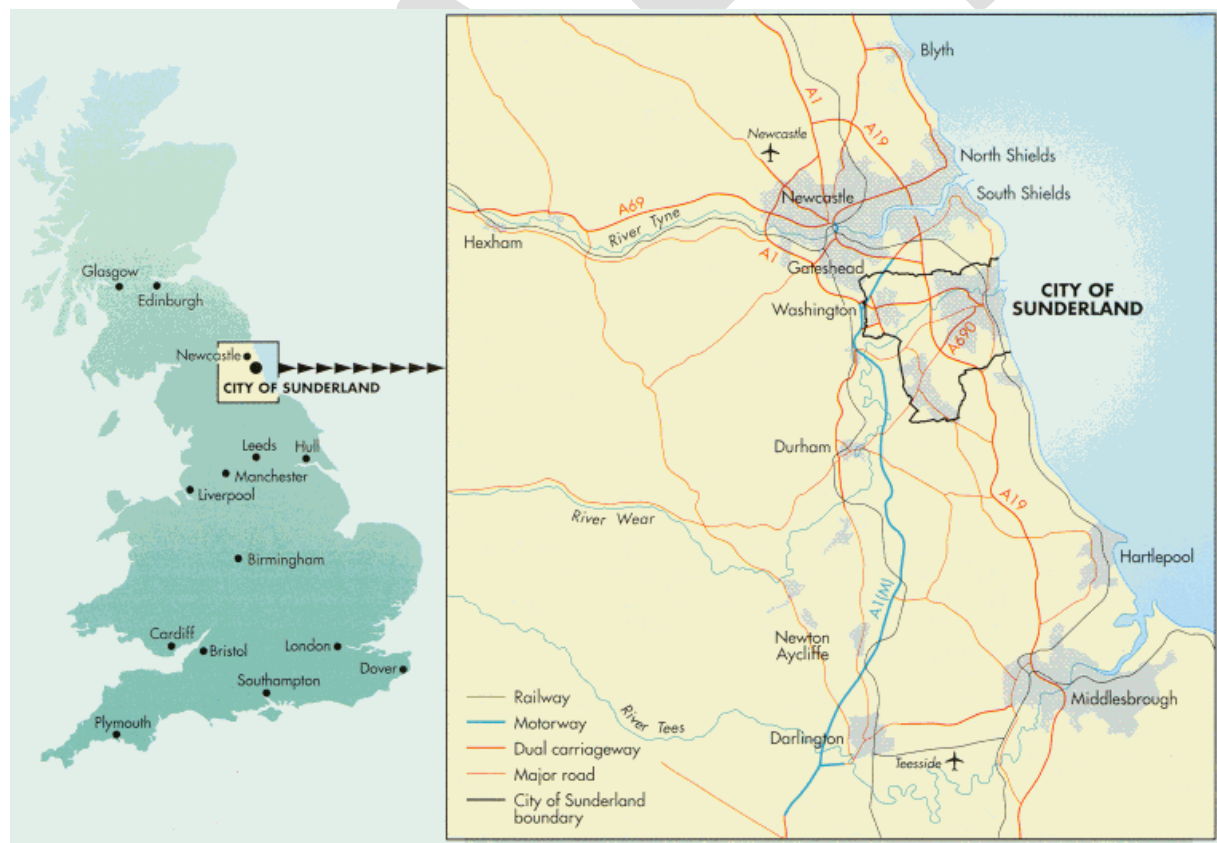 Glasgow
Edinburgh
Newcastle
CITY OF SUNDERLAND
Leeds
Hull
Manchester
Liverpool
Birmingham
Cardiff
Bristol
London
Dover
Southampton
Plymouth
Blyth
A1
A19
Newcastle
North Shields
South Shields
Newcastle
A69
River Tyne
Hexham
A1
Gateshead
CITY OF
SUNDERLAND
Washington
A690
Durham
A19
River Wear
Hartlepool
A1(M)
Newton
Aycliffe
Middlesbrough
River Tees
Darlington
Teesside
Railway
Motorway
Dual carriageway
Major road
City of Sunderland
boundary